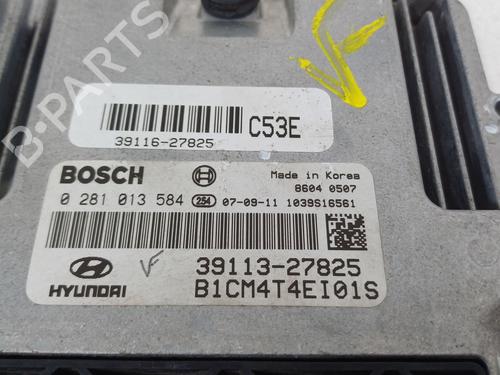 B-PARTS
F
39116-27825
C53E
BOSCH
Made in Korea
8604 0507
0 281 013 584 254 07-09-11 1039S16561
VF
39113-27825
HYUNDAI
B1CM4T4EI01S